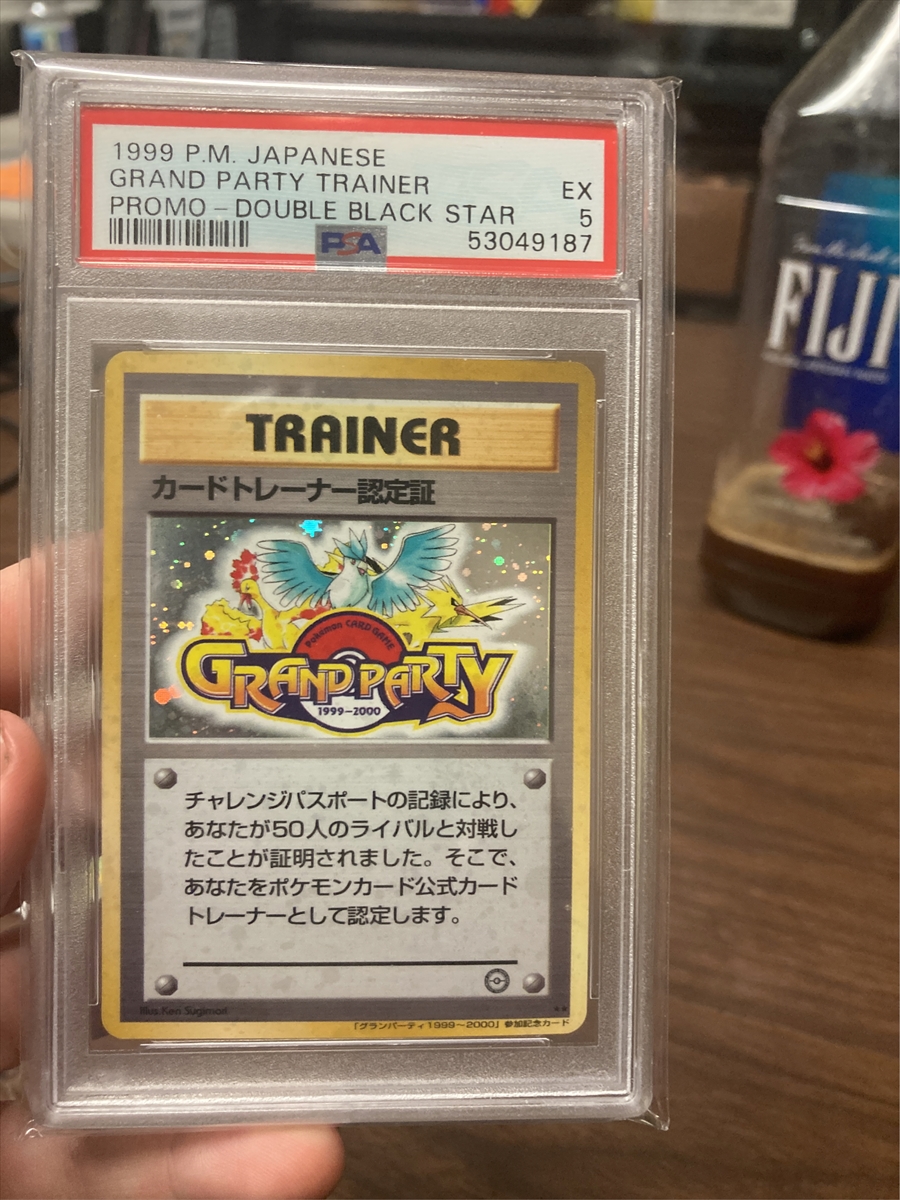 1999 P.M. JAPANESE
GRAND PARTY TRAINER EX
PROMO - DOUBLE BLACK STAR 5
PSA 53049187
TRAINER
カードトレーナー認定証
Pokémon CARD GAME
GRAND PARTY
1999-2000
チャレンジパスポートの記録により、
あなたが50人のライバルと対戦し
たことが証明されました。そこで、
あなたをポケモンカード公式カード
トレーナーとして認定します。
Illus. Ken Sugimori ★★
「グランパーティ1999～2000」参加記念カード
FIJI